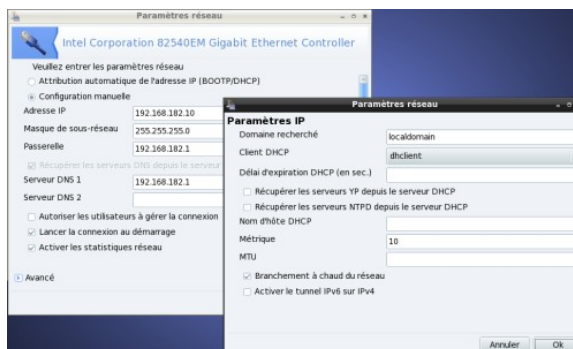 Paramètres réseau
Intel Corporation 82540EM Gigabit Ethernet Controller
Veuillez entrer les paramètres réseau
Attribution automatique de l'adresse IP (BOOTP/DHCP)
Configuration manuelle
Adresse IP 192.168.182.10
Masque de sous-réseau 255.255.255.0
Passerelle 192.168.182.1
Récupérer les serveurs DNS depuis le serveur
Serveur DNS 1 192.168.182.1
Serveur DNS 2
Autoriser les utilisateurs à gérer la connexion
Lancer la connexion au démarrage
Activer les statistiques réseau
Avancé
Paramètres réseau
Paramètres IP
Domaine recherché localdomain
Client DHCP dhclient
Délai d'expiration DHCP (en sec.)
Récupérer les serveurs YP depuis le serveur DHCP
Récupérer les serveurs NTPD depuis le serveur DHCP
Nom d'hôte DHCP
Métrique 10
MTU
Branchement à chaud du réseau
Activer le tunnel IPv6 sur IPv4
Annuler Ok